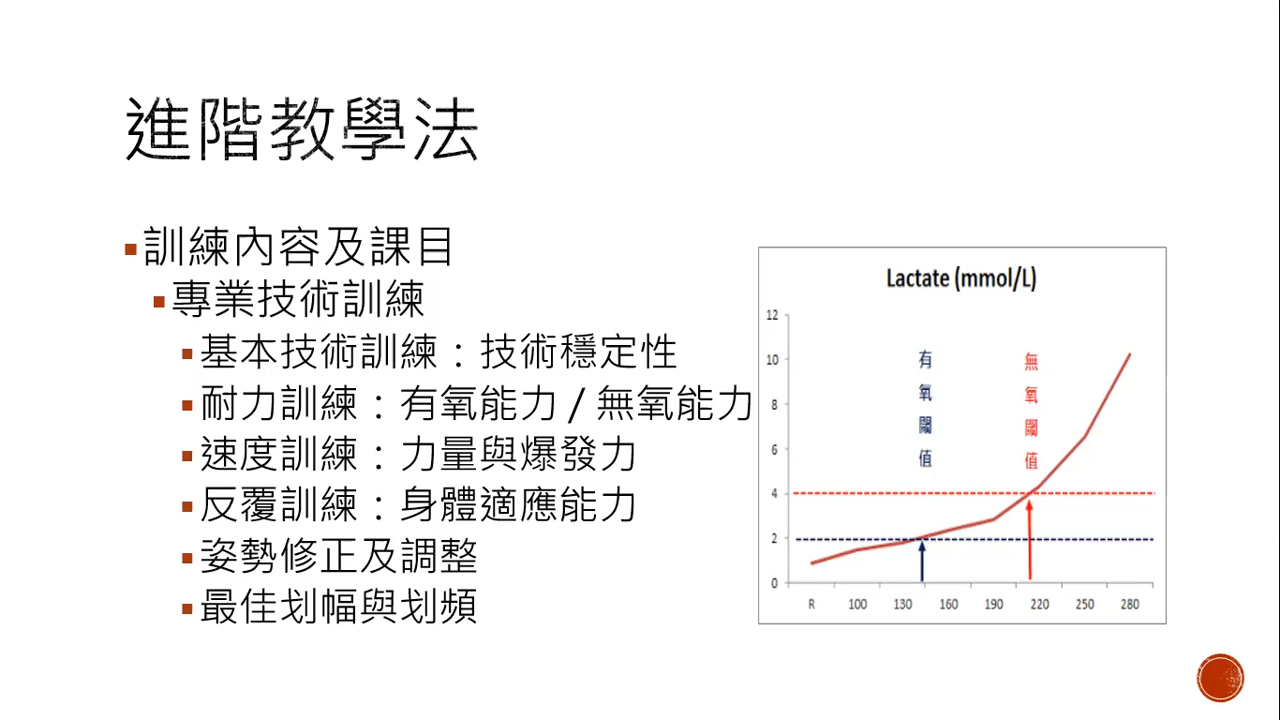 進階教學法
訓練內容及課目
專業技術訓練
基本技術訓練：技術穩定性
耐力訓練：有氧能力 / 無氧能力
速度訓練：力量與爆發力
反覆訓練：身體適應能力
姿勢修正及調整
最佳划幅與划頻
Lactate (mmol/L)
12
10
8
6
4
2
0
有氧閾值
無氧閾值
R 100 130 160 190 220 250 280